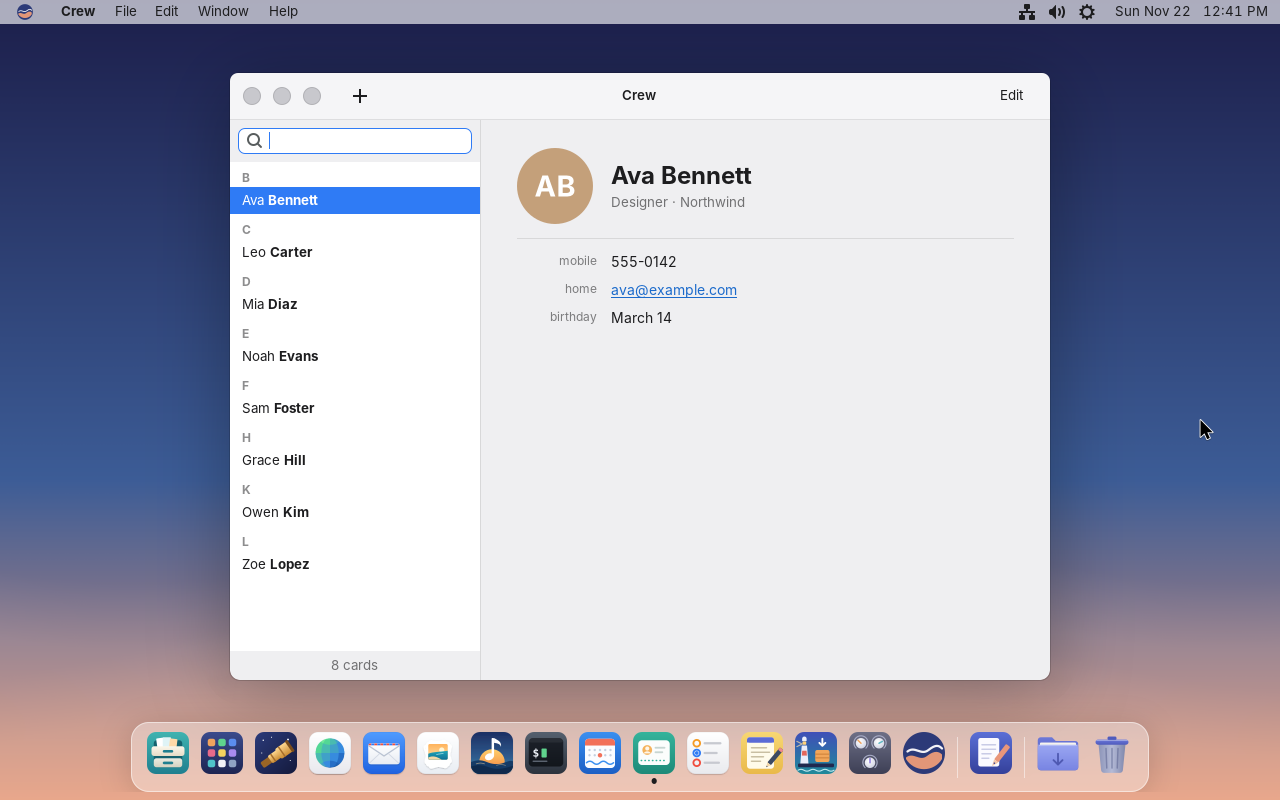 Crew File Edit Window Help Sun Nov 22 12:41 PM
Crew
Edit
B
Ava Bennett
C
Leo Carter
D
Mia Diaz
E
Noah Evans
F
Sam Foster
H
Grace Hill
K
Owen Kim
L
Zoe Lopez
8 cards
AB
Ava Bennett
Designer · Northwind
mobile 555-0142
home ava@example.com
birthday March 14
$